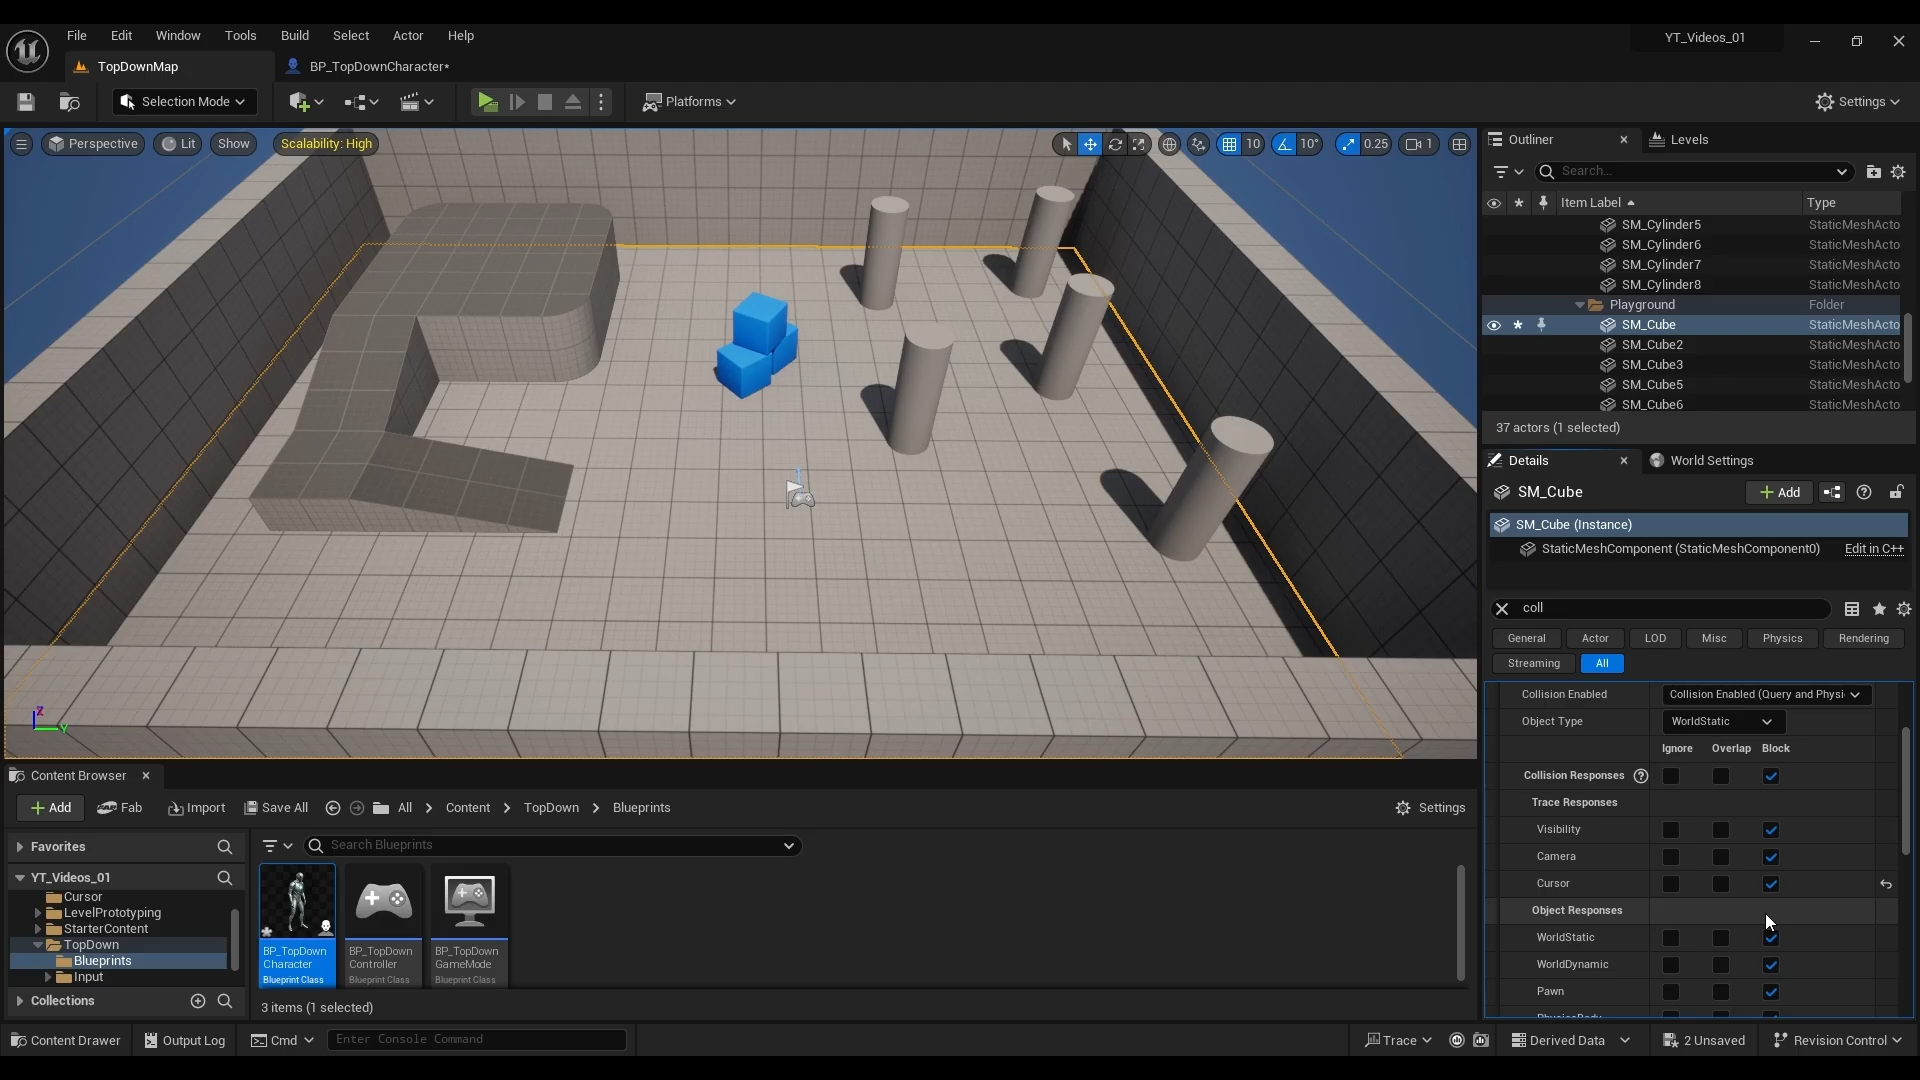 File Edit Window Tools Build Select Actor Help
YT_Videos_01
TopDownMap
BP_TopDownCharacter*
Selection Mode
Platforms
Settings
Perspective
Lit
Show
Scalability: High
10
10°
0.25
1
Z
Y
Outliner
Levels
Search...
Item Label
Type
SM_Cylinder5 StaticMeshActo
SM_Cylinder6 StaticMeshActo
SM_Cylinder7 StaticMeshActo
SM_Cylinder8 StaticMeshActo
Playground Folder
SM_Cube StaticMeshActo
SM_Cube2 StaticMeshActo
SM_Cube3 StaticMeshActo
SM_Cube5 StaticMeshActo
SM_Cube6 StaticMeshActo
37 actors (1 selected)
Details
World Settings
SM_Cube
Add
SM_Cube (Instance)
StaticMeshComponent (StaticMeshComponent0) Edit in C++
coll
General Actor LOD Misc Physics Rendering
Streaming All
Collision Enabled Collision Enabled (Query and Physi
Object Type WorldStatic
Ignore Overlap Block
Collision Responses
Trace Responses
Visibility
Camera
Cursor
Object Responses
WorldStatic
WorldDynamic
Pawn
Content Browser
Add
Fab
Import
Save All
All > Content > TopDown > Blueprints
Settings
Favorites
YT_Videos_01
Cursor
LevelPrototyping
StarterContent
TopDown
Blueprints
Input
Collections
Search Blueprints
BP_TopDown
Character
Blueprint Class
BP_TopDown
Controller
Blueprint Class
BP_TopDown
GameMode
Blueprint Class
3 items (1 selected)
Content Drawer
Output Log
Cmd
Enter Console Command
Trace
Derived Data
2 Unsaved
Revision Control